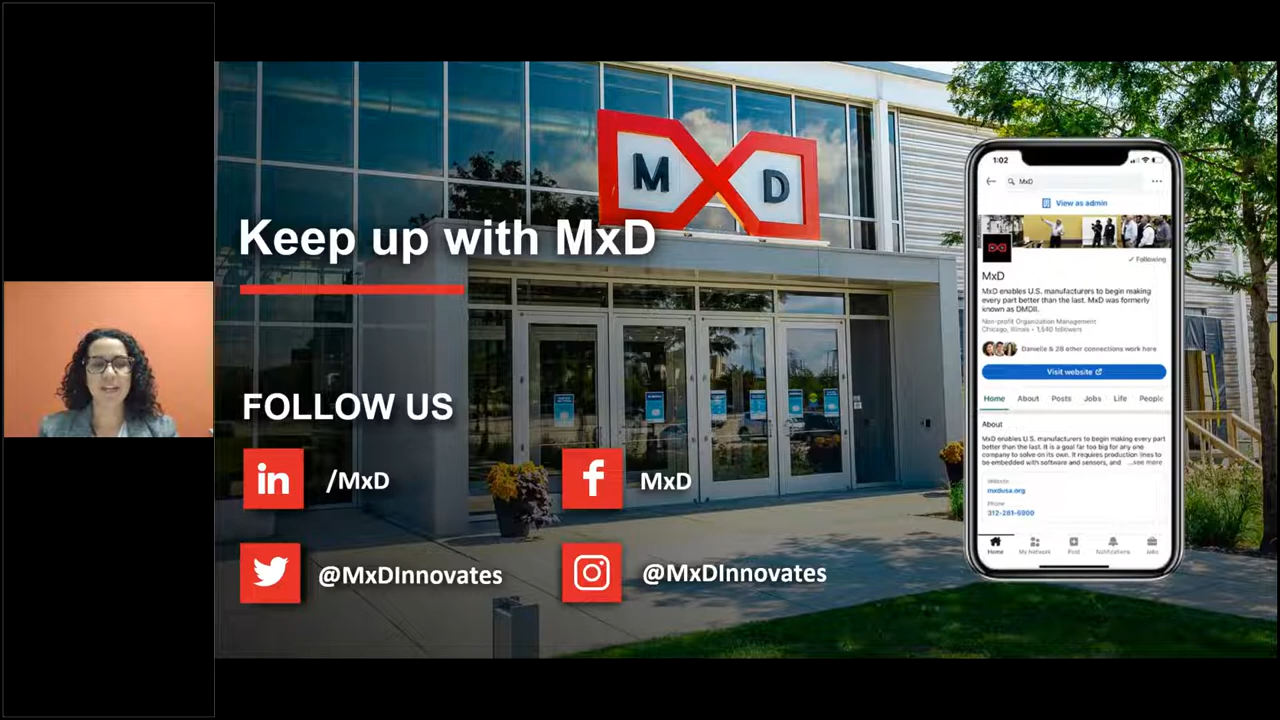 M D
Keep up with MxD
FOLLOW US
in /MxD
f MxD
@MxDInnovates
@MxDInnovates
1:02
MxD
View as admin
Following
MxD
MxD enables U.S. manufacturers to begin making
every part better than the last. MxD was formerly
known as DMDII.
Non-profit Organization Management
Chicago, Illinois • 1,640 followers
Danielle & 28 other connections work here
Visit website
Home About Posts Jobs Life People
About
MxD enables U.S. manufacturers to begin making every part
better than the last. It is a goal far too big for any one
company to solve on its own. It requires production lines to
be embedded with software and sensors, and ...see more
Website
mxdusa.org
Phone
312-281-6900
Home My Network Post Notifications Jobs